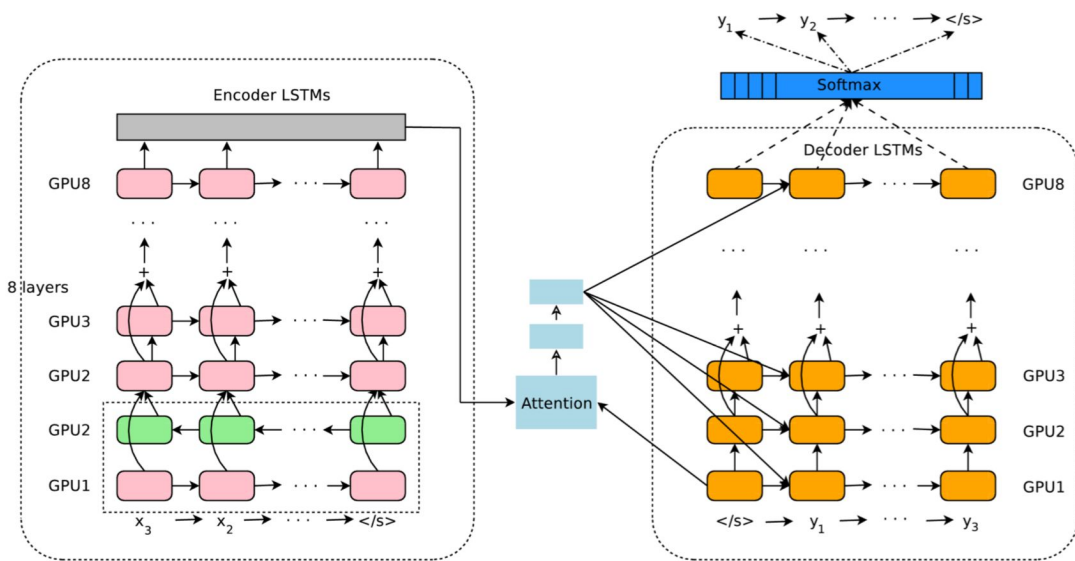 y1 y2 · · · </s>
Softmax
Encoder LSTMs
GPU8 · · ·
· · · · · · · · ·
+ + +
8 layers
GPU3 · · ·
GPU2 · · ·
GPU2 · · ·
GPU1 · · ·
x3 x2 · · · </s>
Attention
Decoder LSTMs
· · · GPU8
· · · · · · · · ·
+ + +
· · · GPU3
· · · GPU2
· · · GPU1
</s> y1 · · · y3